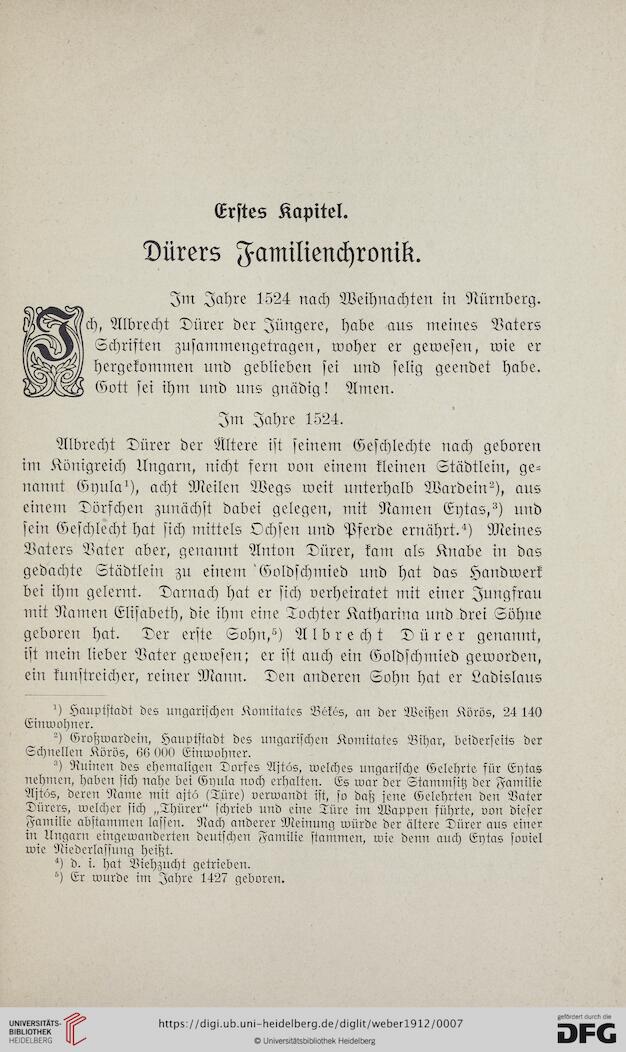 Erstes Kapitel.
Dürers Familienchronik.
Im Jahre 1524 nach Weihnachten in Nürnberg.
Ich, Albrecht Dürer der Jüngere, habe aus meines Vaters
Schriften zusammengetragen, woher er gewesen, wie er
hergekommen und geblieben sei und selig geendet habe.
Gott sei ihm und uns gnädig! Amen.
Im Jahre 1524.
Albrecht Dürer der Ältere ist seinem Geschlechte nach geboren
im Königreich Ungarn, nicht fern von einem kleinen Städtlein, ge-
nannt Gyula¹), acht Meilen Wegs weit unterhalb Wardein²), aus
einem Dörfchen zunächst dabei gelegen, mit Namen Eytas,³) und
sein Geschlecht hat sich mittels Ochsen und Pferde ernährt.⁴) Meines
Vaters Vater aber, genannt Anton Dürer, kam als Knabe in das
gedachte Städtlein zu einem Goldschmied und hat das Handwerk
bei ihm gelernt. Darnach hat er sich verheiratet mit einer Jungfrau
mit Namen Elisabeth, die ihm eine Tochter Katharina und drei Söhne
geboren hat. Der erste Sohn,⁵) Albrecht Dürer genannt,
ist mein lieber Vater gewesen; er ist auch ein Goldschmied geworden,
ein kunstreicher, reiner Mann. Den anderen Sohn hat er Ladislaus
¹) Hauptstadt des ungarischen Komitates Békés, an der Weißen Körös, 24 140
Einwohner.
²) Großwardein, Hauptstadt des ungarischen Komitates Bihar, beiderseits der
Schnellen Körös, 66 000 Einwohner.
³) Ruinen des ehemaligen Dorfes Ajtós, welches ungarische Gelehrte für Eytas
nehmen, haben sich nahe bei Gyula noch erhalten. Es war der Stammsitz der Familie
Ajtós, deren Name mit ajtó (Türe) verwandt ist, so daß jene Gelehrten den Vater
Dürers, welcher sich „Thürer“ schrieb und eine Türe im Wappen führte, von dieser
Familie abstammen lassen. Nach anderer Meinung würde der ältere Dürer aus einer
in Ungarn eingewanderten deutschen Familie stammen, wie denn auch Eytas soviel
wie Niederlassung heißt.
⁴) d. i. hat Viehzucht getrieben.
⁵) Er wurde im Jahre 1427 geboren.
UNIVERSITÄTS-
BIBLIOTHEK
HEIDELBERG
https://digi.ub.uni-heidelberg.de/diglit/weber1912/0007
© Universitätsbibliothek Heidelberg
gefördert durch die
DFG